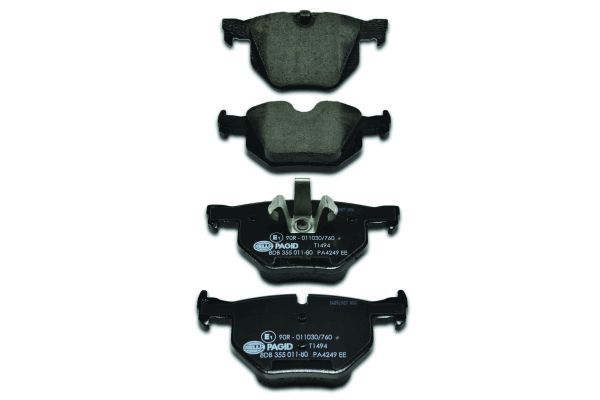 E1 90R - 011030/760
HELLA PAGID T1494
8DB 355 011-80 PA4249 EE
E1 90R - 011030/760
HELLA PAGID T1494
8DB 355 011-80 PA4249 EE